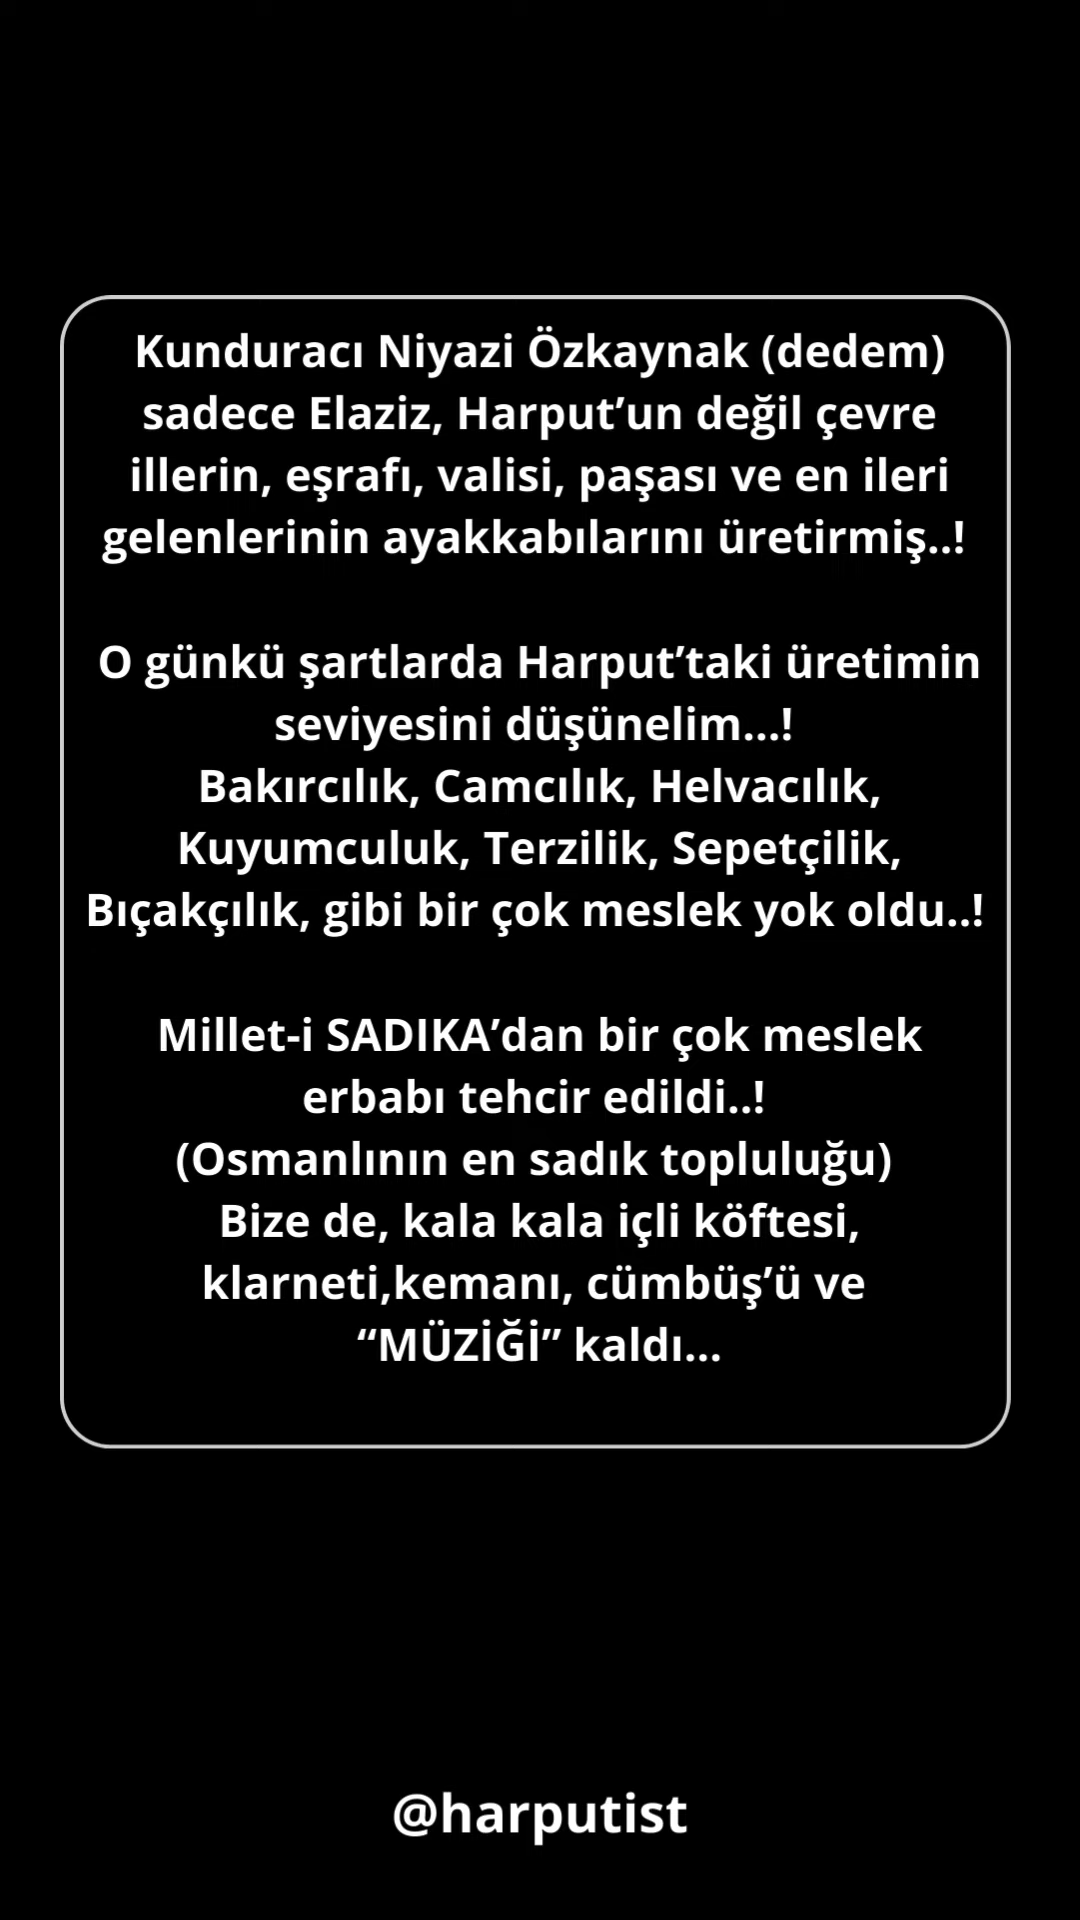 Kunduracı Niyazi Özkaynak (dedem)
sadece Elaziz, Harput’un değil çevre
illerin, eşrafı, valisi, paşası ve en ileri
gelenlerinin ayakkabılarını üretirmiş..!
O günkü şartlarda Harput’taki üretimin
seviyesini düşünelim...!
Bakırcılık, Camcılık, Helvacılık,
Kuyumculuk, Terzilik, Sepetçilik,
Bıçakçılık, gibi bir çok meslek yok oldu..!
Millet-i SADIKA’dan bir çok meslek
erbabı tehcir edildi..!
(Osmanlının en sadık topluluğu)
Bize de, kala kala içli köftesi,
klarneti,kemanı, cümbüş’ü ve
“MÜZİĞİ” kaldı...
@harputist